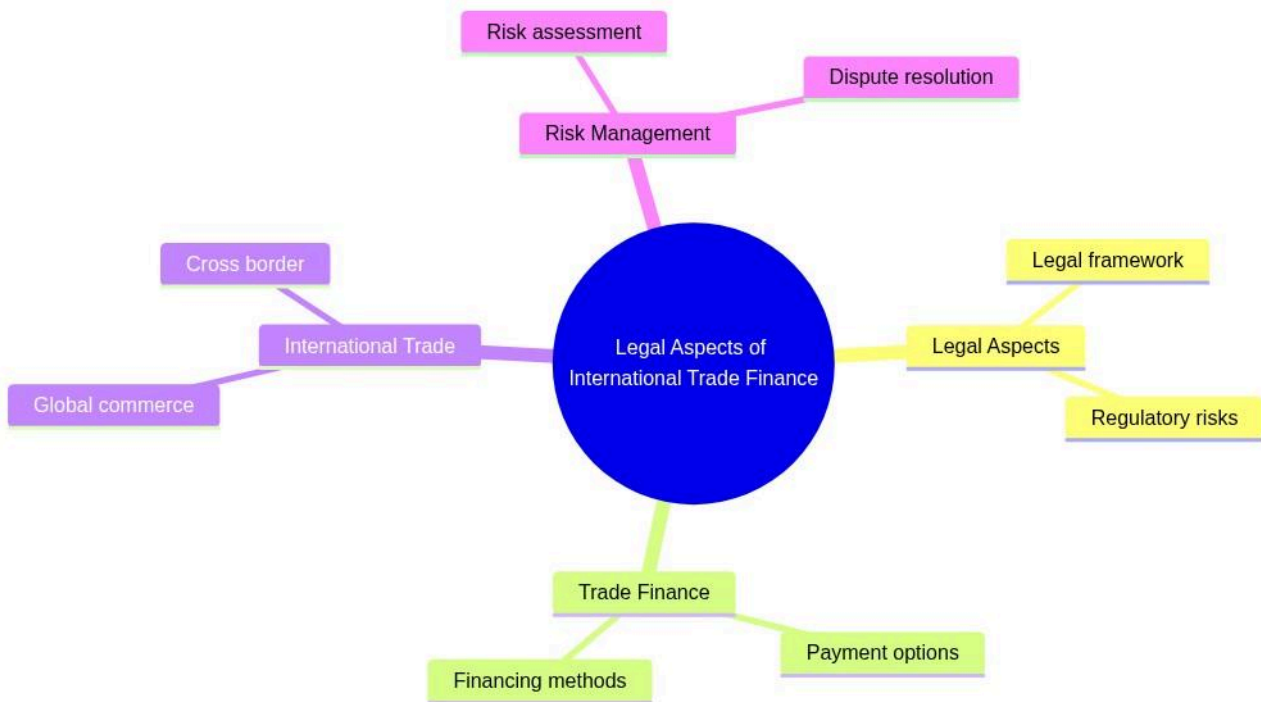 Risk assessment
Dispute resolution
Risk Management
Cross border
Legal framework
International Trade
Legal Aspects of
International Trade Finance
Legal Aspects
Global commerce
Regulatory risks
Trade Finance
Payment options
Financing methods